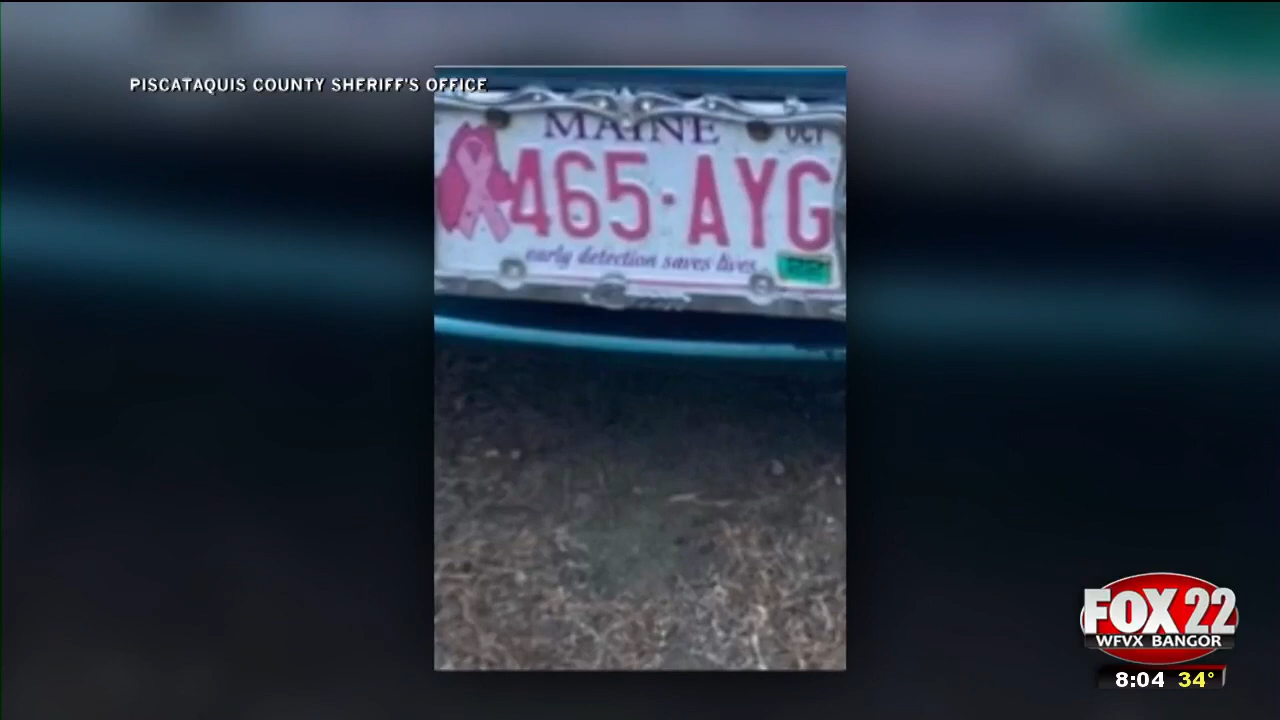 PISCATAQUIS COUNTY SHERIFF'S OFFICE
MAINE
OCT
465·AYG
early detection saves lives
FOX 22
WFVX BANGOR
8:04 34°